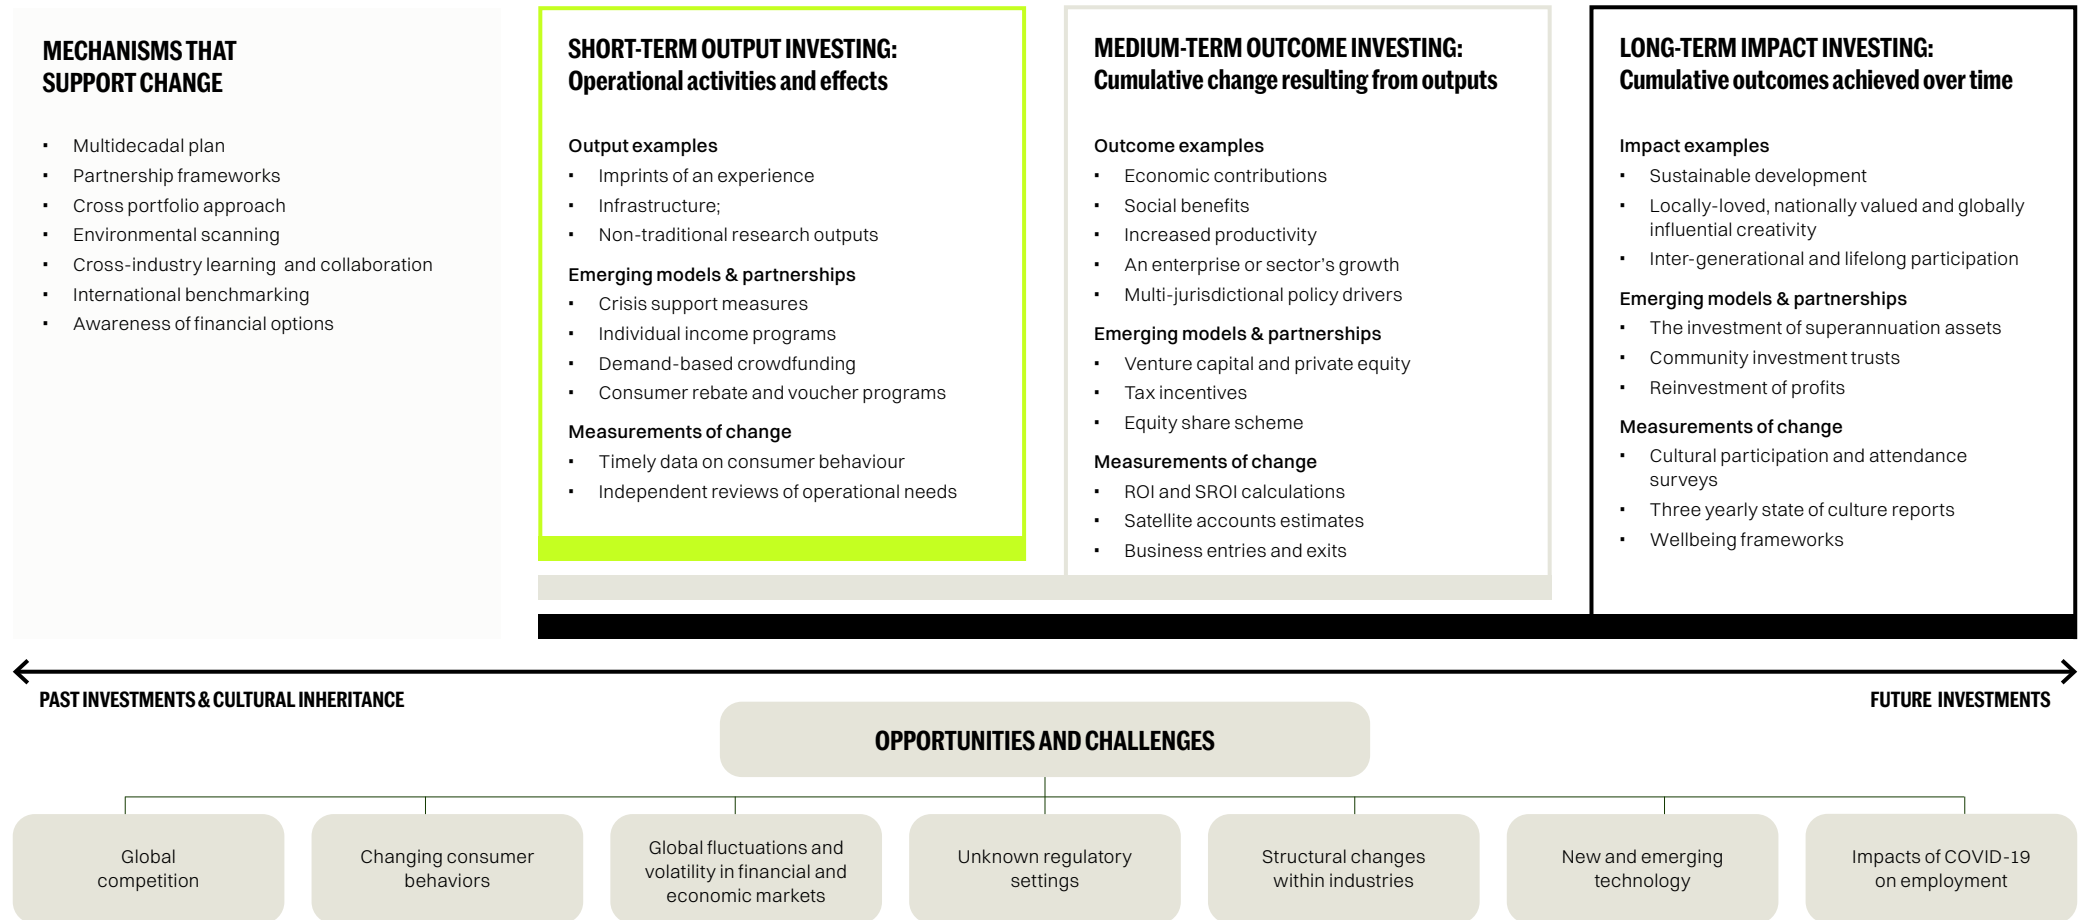 MECHANISMS THAT
SUPPORT CHANGE
▪ Multidecadal plan
▪ Partnership frameworks
▪ Cross portfolio approach
▪ Environmental scanning
▪ Cross-industry learning  and collaboration
▪ International benchmarking
▪ Awareness of financial options
SHORT-TERM OUTPUT INVESTING:
Operational activities and effects
Output examples
▪ Imprints of an experience
▪ Infrastructure;
▪ Non-traditional research outputs
Emerging models & partnerships
▪ Crisis support measures
▪ Individual income programs
▪ Demand-based crowdfunding
▪ Consumer rebate and voucher programs
Measurements of change
▪ Timely data on consumer behaviour
▪ Independent reviews of operational needs
MEDIUM-TERM OUTCOME INVESTING:
Cumulative change resulting from outputs
Outcome examples
▪ Economic contributions
▪ Social benefits
▪ Increased productivity
▪ An enterprise or sector's growth
▪ Multi-jurisdictional policy drivers
Emerging models & partnerships
▪ Venture capital and private equity
▪ Tax incentives
▪ Equity share scheme
Measurements of change
▪ ROI and SROI calculations
▪ Satellite accounts estimates
▪ Business entries and exits
LONG-TERM IMPACT INVESTING:
Cumulative outcomes achieved over time
Impact examples
▪ Sustainable development
▪ Locally-loved, nationally valued and globally
influential creativity
▪ Inter-generational and lifelong participation
Emerging models & partnerships
▪ The investment of superannuation assets
▪ Community investment trusts
▪ Reinvestment of profits
Measurements of change
▪ Cultural participation and attendance
surveys
▪ Three yearly state of culture reports
▪ Wellbeing frameworks
PAST INVESTMENTS & CULTURAL INHERITANCE
FUTURE INVESTMENTS
OPPORTUNITIES AND CHALLENGES
Global
competition
Changing consumer
behaviors
Global fluctuations and
volatility in financial and
economic markets
Unknown regulatory
settings
Structural changes
within industries
New and emerging
technology
Impacts of COVID-19
on employment